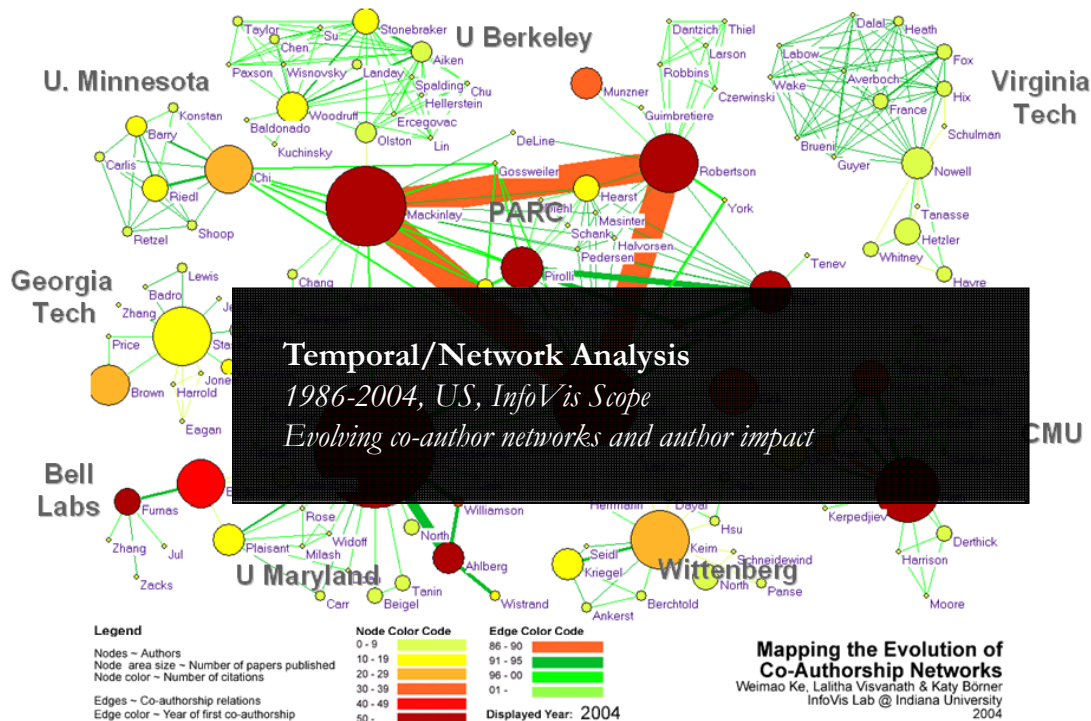 Taylor
Su
Stonebraker
Chen
U Berkeley
Aiken
Paxson
Wisnovsky
Landay
Spalding
Chu
Hellerstein
Woodruff
Ercegovac
Baldonado
Olston
Lin
Kuchinsky
U. Minnesota
Konstan
Barry
Carlis
Chi
Riedl
Retzel
Shoop
Dantzich
Thiel
Larson
Robbins
Munzner
Czerwinski
Guimbretiere
DeLine
Gossweiler
Robertson
Mackinlay
PARC
Hearst
Masinter
York
Schank
Halvorsen
Pedersen
Pirolli
Tenev
Chang
Dalal
Heath
Labow
Fox
Virginia
Tech
Wake
Averboch
Hix
France
Schulman
Brueni
Guyer
Nowell
Tanasse
Hetzler
Whitney
Havre
Georgia
Tech
Lewis
Badro
Zhang
Price
Brown
Harrold
Eagan
Temporal/Network Analysis
1986-2004, US, InfoVis Scope
Evolving co-author networks and author impact
CMU
Bell
Labs
Furnas
Zhang
Jul
Zacks
Rose
Plaisant
Widoff
Milash
U Maryland
Carr
Beigel
Tanin
North
Williamson
Ahlberg
Wistrand
Herrmann
Dayal
Hsu
Seidl
Keim
Schneidewind
Kriegel
Wittenberg
North
Panse
Ankerst
Berchtold
Kerpedjiev
Derthick
Harrison
Moore
Legend
Nodes ~ Authors
Node area size ~ Number of papers published
Node color ~ Number of citations
Edges ~ Co-authorship relations
Edge color ~ Year of first co-authorship
Node Color Code
0 - 9
10 - 19
20 - 29
30 - 39
40 - 49
50 -
Edge Color Code
86 - 90
91 - 95
96 - 00
01 -
Displayed Year: 2004
Mapping the Evolution of
Co-Authorship Networks
Weimao Ke, Lalitha Visvanath & Katy Börner
InfoVis Lab @ Indiana University
2004